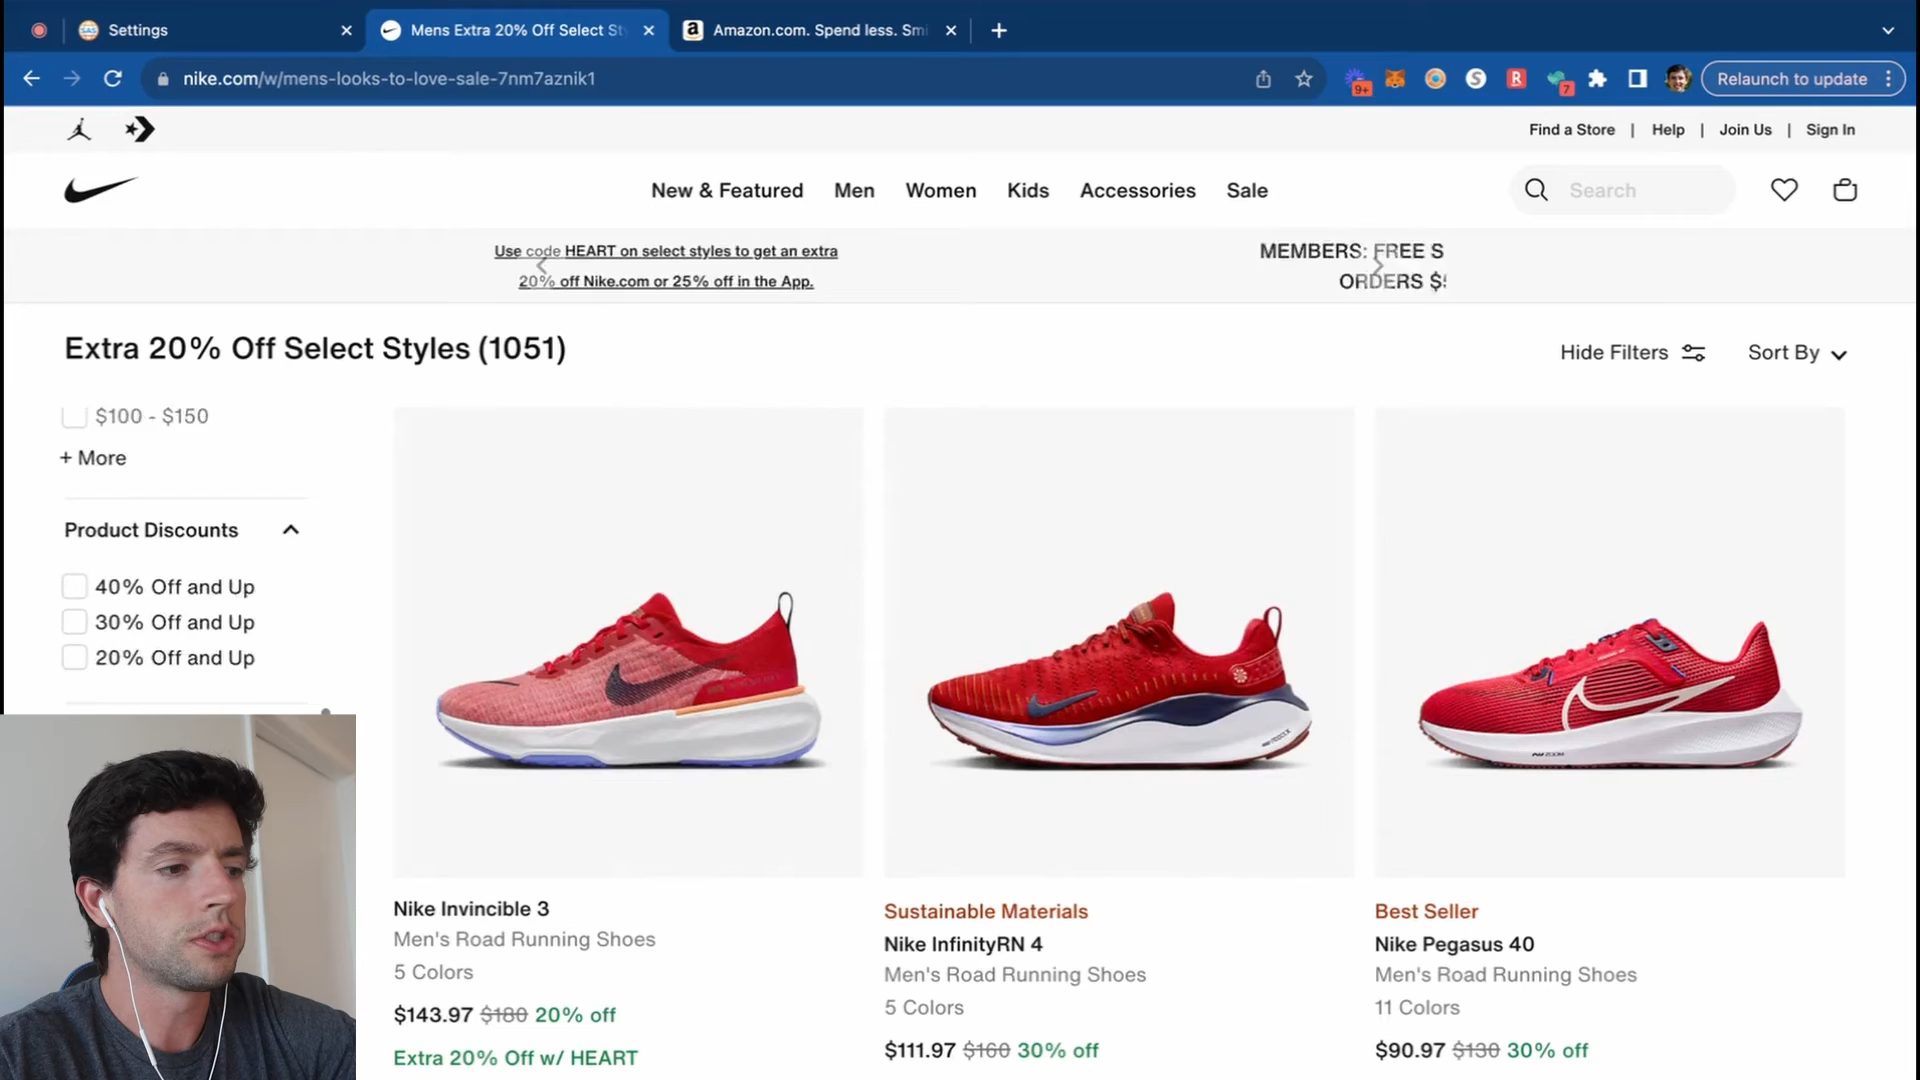 Settings
Mens Extra 20% Off Select St
Amazon.com. Spend less. Smi
nike.com/w/mens-looks-to-love-sale-7nm7aznik1
9+
7
Relaunch to update
Find a Store | Help | Join Us | Sign In
New & Featured Men Women Kids Accessories Sale
Search
Use code HEART on select styles to get an extra
20% off Nike.com or 25% off in the App.
MEMBERS: FREE S
ORDERS $
Extra 20% Off Select Styles (1051)
Hide Filters
Sort By
$100 - $150
+ More
Product Discounts
40% Off and Up
30% Off and Up
20% Off and Up
Nike Invincible 3
Men's Road Running Shoes
5 Colors
$143.97 $180 20% off
Extra 20% Off w/ HEART
Sustainable Materials
Nike InfinityRN 4
Men's Road Running Shoes
5 Colors
$111.97 $160 30% off
Best Seller
Nike Pegasus 40
Men's Road Running Shoes
11 Colors
$90.97 $130 30% off